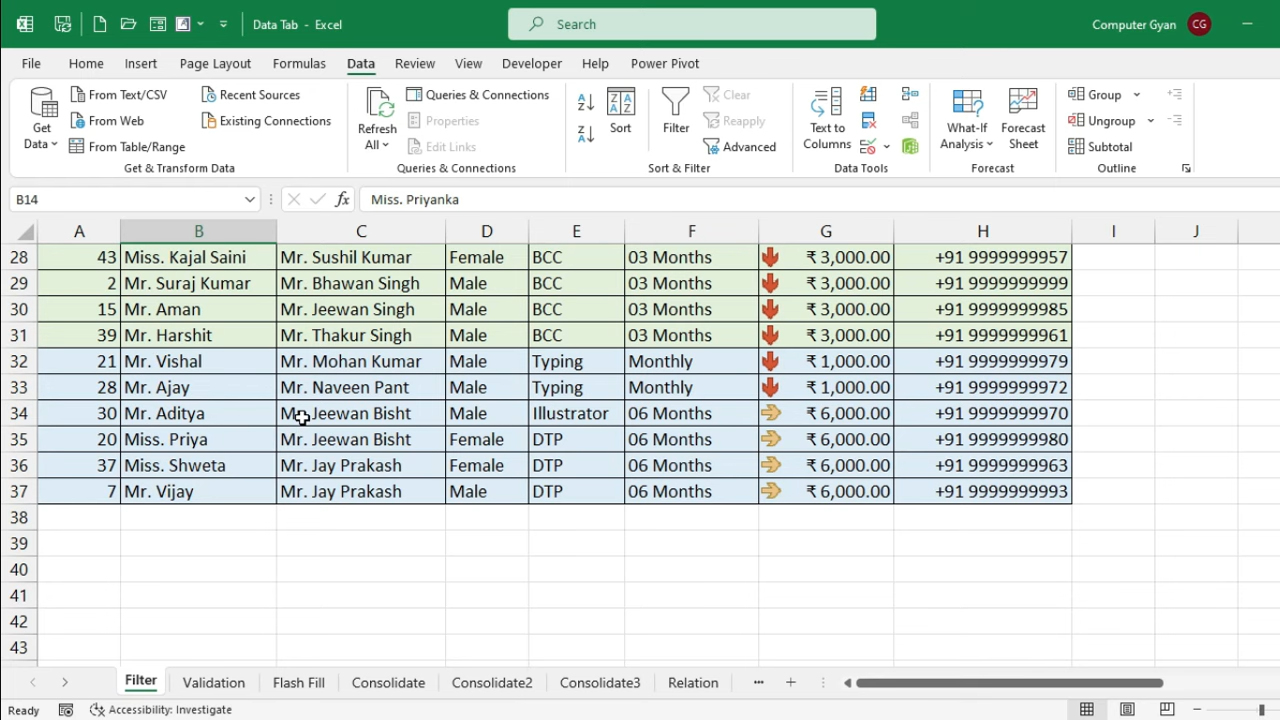 Data Tab - Excel
Search
Computer Gyan CG
File Home Insert Page Layout Formulas Data Review View Developer Help Power Pivot
Get Data
From Text/CSV
From Web
From Table/Range
Recent Sources
Existing Connections
Get & Transform Data
Refresh All
Queries & Connections
Properties
Edit Links
Queries & Connections
Sort
Filter
Clear
Reapply
Advanced
Sort & Filter
Text to Columns
Data Tools
What-If Analysis
Forecast Sheet
Forecast
Group
Ungroup
Subtotal
Outline
B14 fx Miss. Priyanka
A B C D E F G H I J
28 43 Miss. Kajal Saini Mr. Sushil Kumar Female BCC 03 Months ₹ 3,000.00 +91 9999999957
29 2 Mr. Suraj Kumar Mr. Bhawan Singh Male BCC 03 Months ₹ 3,000.00 +91 9999999999
30 15 Mr. Aman Mr. Jeewan Singh Male BCC 03 Months ₹ 3,000.00 +91 9999999985
31 39 Mr. Harshit Mr. Thakur Singh Male BCC 03 Months ₹ 3,000.00 +91 9999999961
32 21 Mr. Vishal Mr. Mohan Kumar Male Typing Monthly ₹ 1,000.00 +91 9999999979
33 28 Mr. Ajay Mr. Naveen Pant Male Typing Monthly ₹ 1,000.00 +91 9999999972
34 30 Mr. Aditya Mr. Jeewan Bisht Male Illustrator 06 Months ₹ 6,000.00 +91 9999999970
35 20 Miss. Priya Mr. Jeewan Bisht Female DTP 06 Months ₹ 6,000.00 +91 9999999980
36 37 Miss. Shweta Mr. Jay Prakash Female DTP 06 Months ₹ 6,000.00 +91 9999999963
37 7 Mr. Vijay Mr. Jay Prakash Male DTP 06 Months ₹ 6,000.00 +91 9999999993
38
39
40
41
42
43
Filter Validation Flash Fill Consolidate Consolidate2 Consolidate3 Relation ...
Ready Accessibility: Investigate